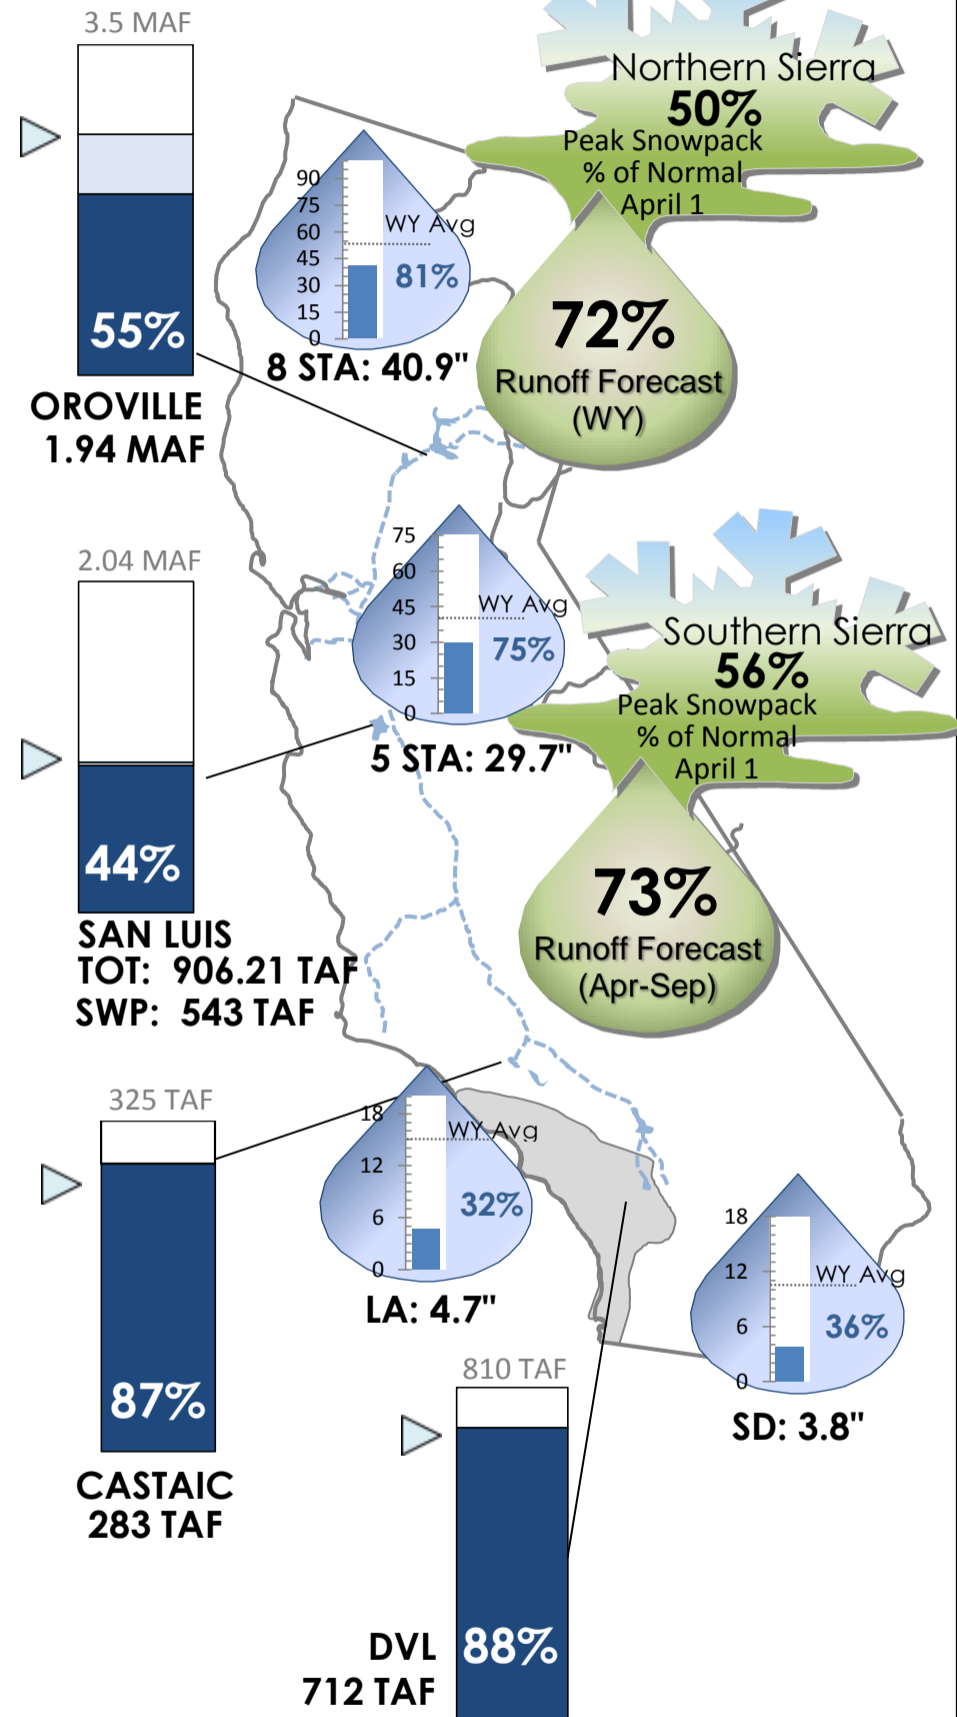 3.5 MAF
55%
OROVILLE
1.94 MAF
Northern Sierra
50%
Peak Snowpack
% of Normal
April 1
72%
Runoff Forecast
(WY)
90
75
60
45
30
15
0
WY Avg
81%
8 STA: 40.9"
2.04 MAF
44%
SAN LUIS
TOT: 906.21 TAF
SWP: 543 TAF
75
60
45
30
15
0
WY Avg
75%
5 STA: 29.7"
Southern Sierra
56%
Peak Snowpack
% of Normal
April 1
73%
Runoff Forecast
(Apr-Sep)
325 TAF
87%
CASTAIC
283 TAF
18
12
6
0
WY Avg
32%
LA: 4.7"
18
12
6
0
WY Avg
36%
SD: 3.8"
810 TAF
88%
DVL
712 TAF